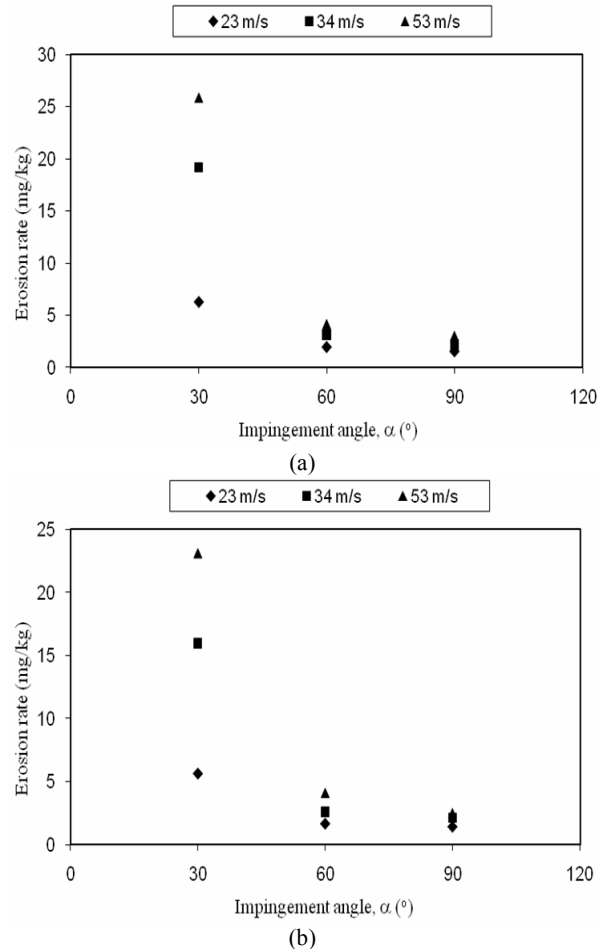 23 m/s 34 m/s 53 m/s
30
25
20
15
10
5
0
Erosion rate (mg/kg)
0 30 60 90 120
Impingement angle, α (°)
(a)
23 m/s 34 m/s 53 m/s
25
20
15
10
5
0
Erosion rate (mg/kg)
0 30 60 90 120
Impingement angle, α (°)
(b)